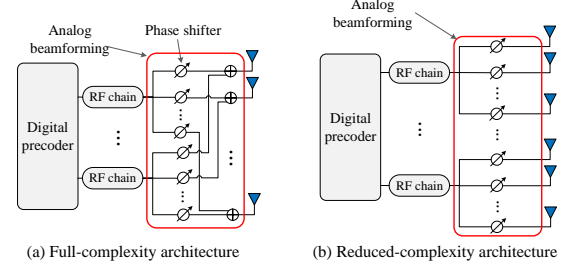 Analog
beamforming
Phase shifter
Digital
precoder
RF chain
RF chain
(a) Full-complexity architecture
Analog
beamforming
Digital
precoder
RF chain
RF chain
(b) Reduced-complexity architecture